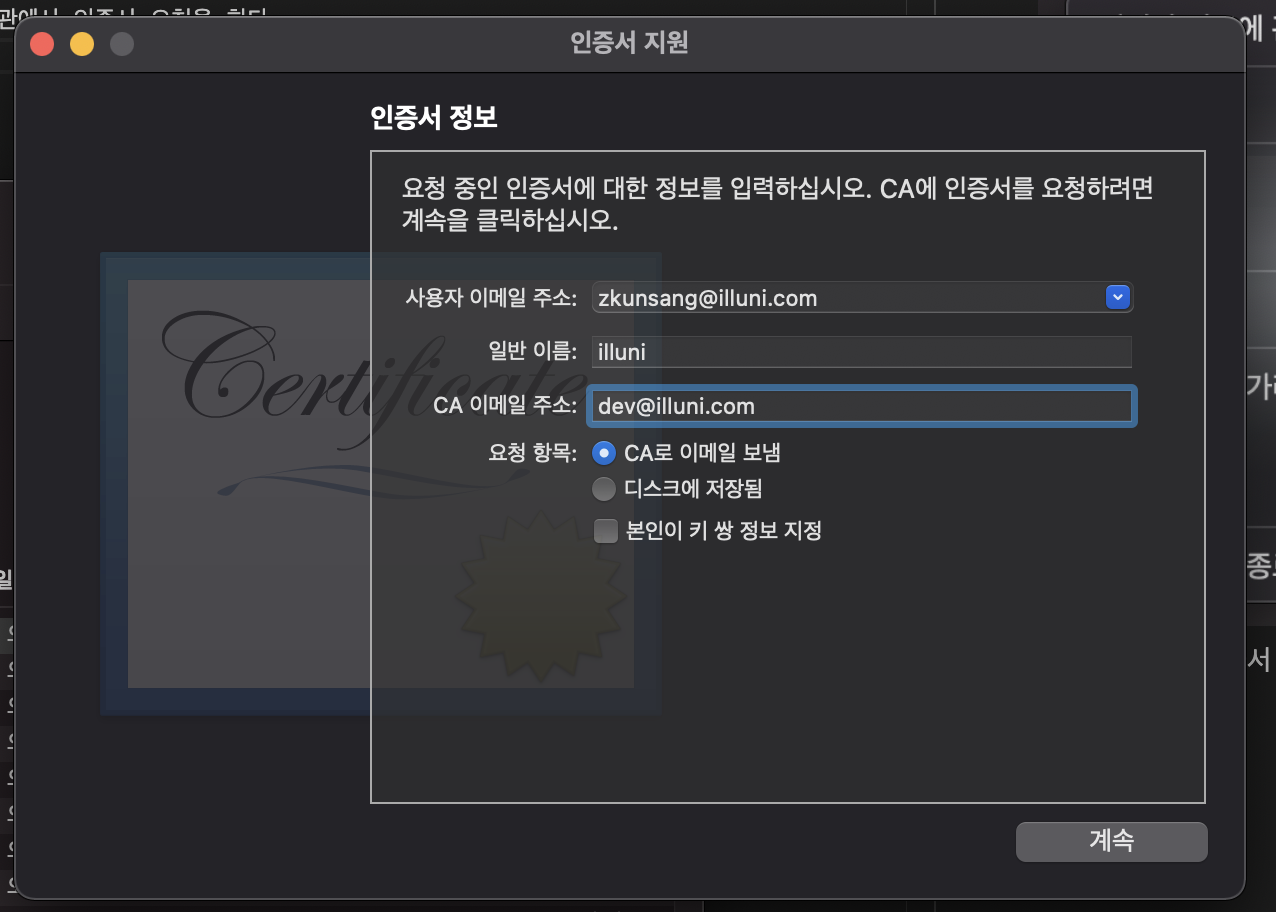 인증서 지원
인증서 정보
요청 중인 인증서에 대한 정보를 입력하십시오. CA에 인증서를 요청하려면
계속을 클릭하십시오.
사용자 이메일 주소: zkunsang@illuni.com
일반 이름: illuni
CA 이메일 주소: dev@illuni.com
요청 항목: CA로 이메일 보냄
디스크에 저장됨
본인이 키 쌍 정보 지정
Certificate
계속
에
가
종
서
일